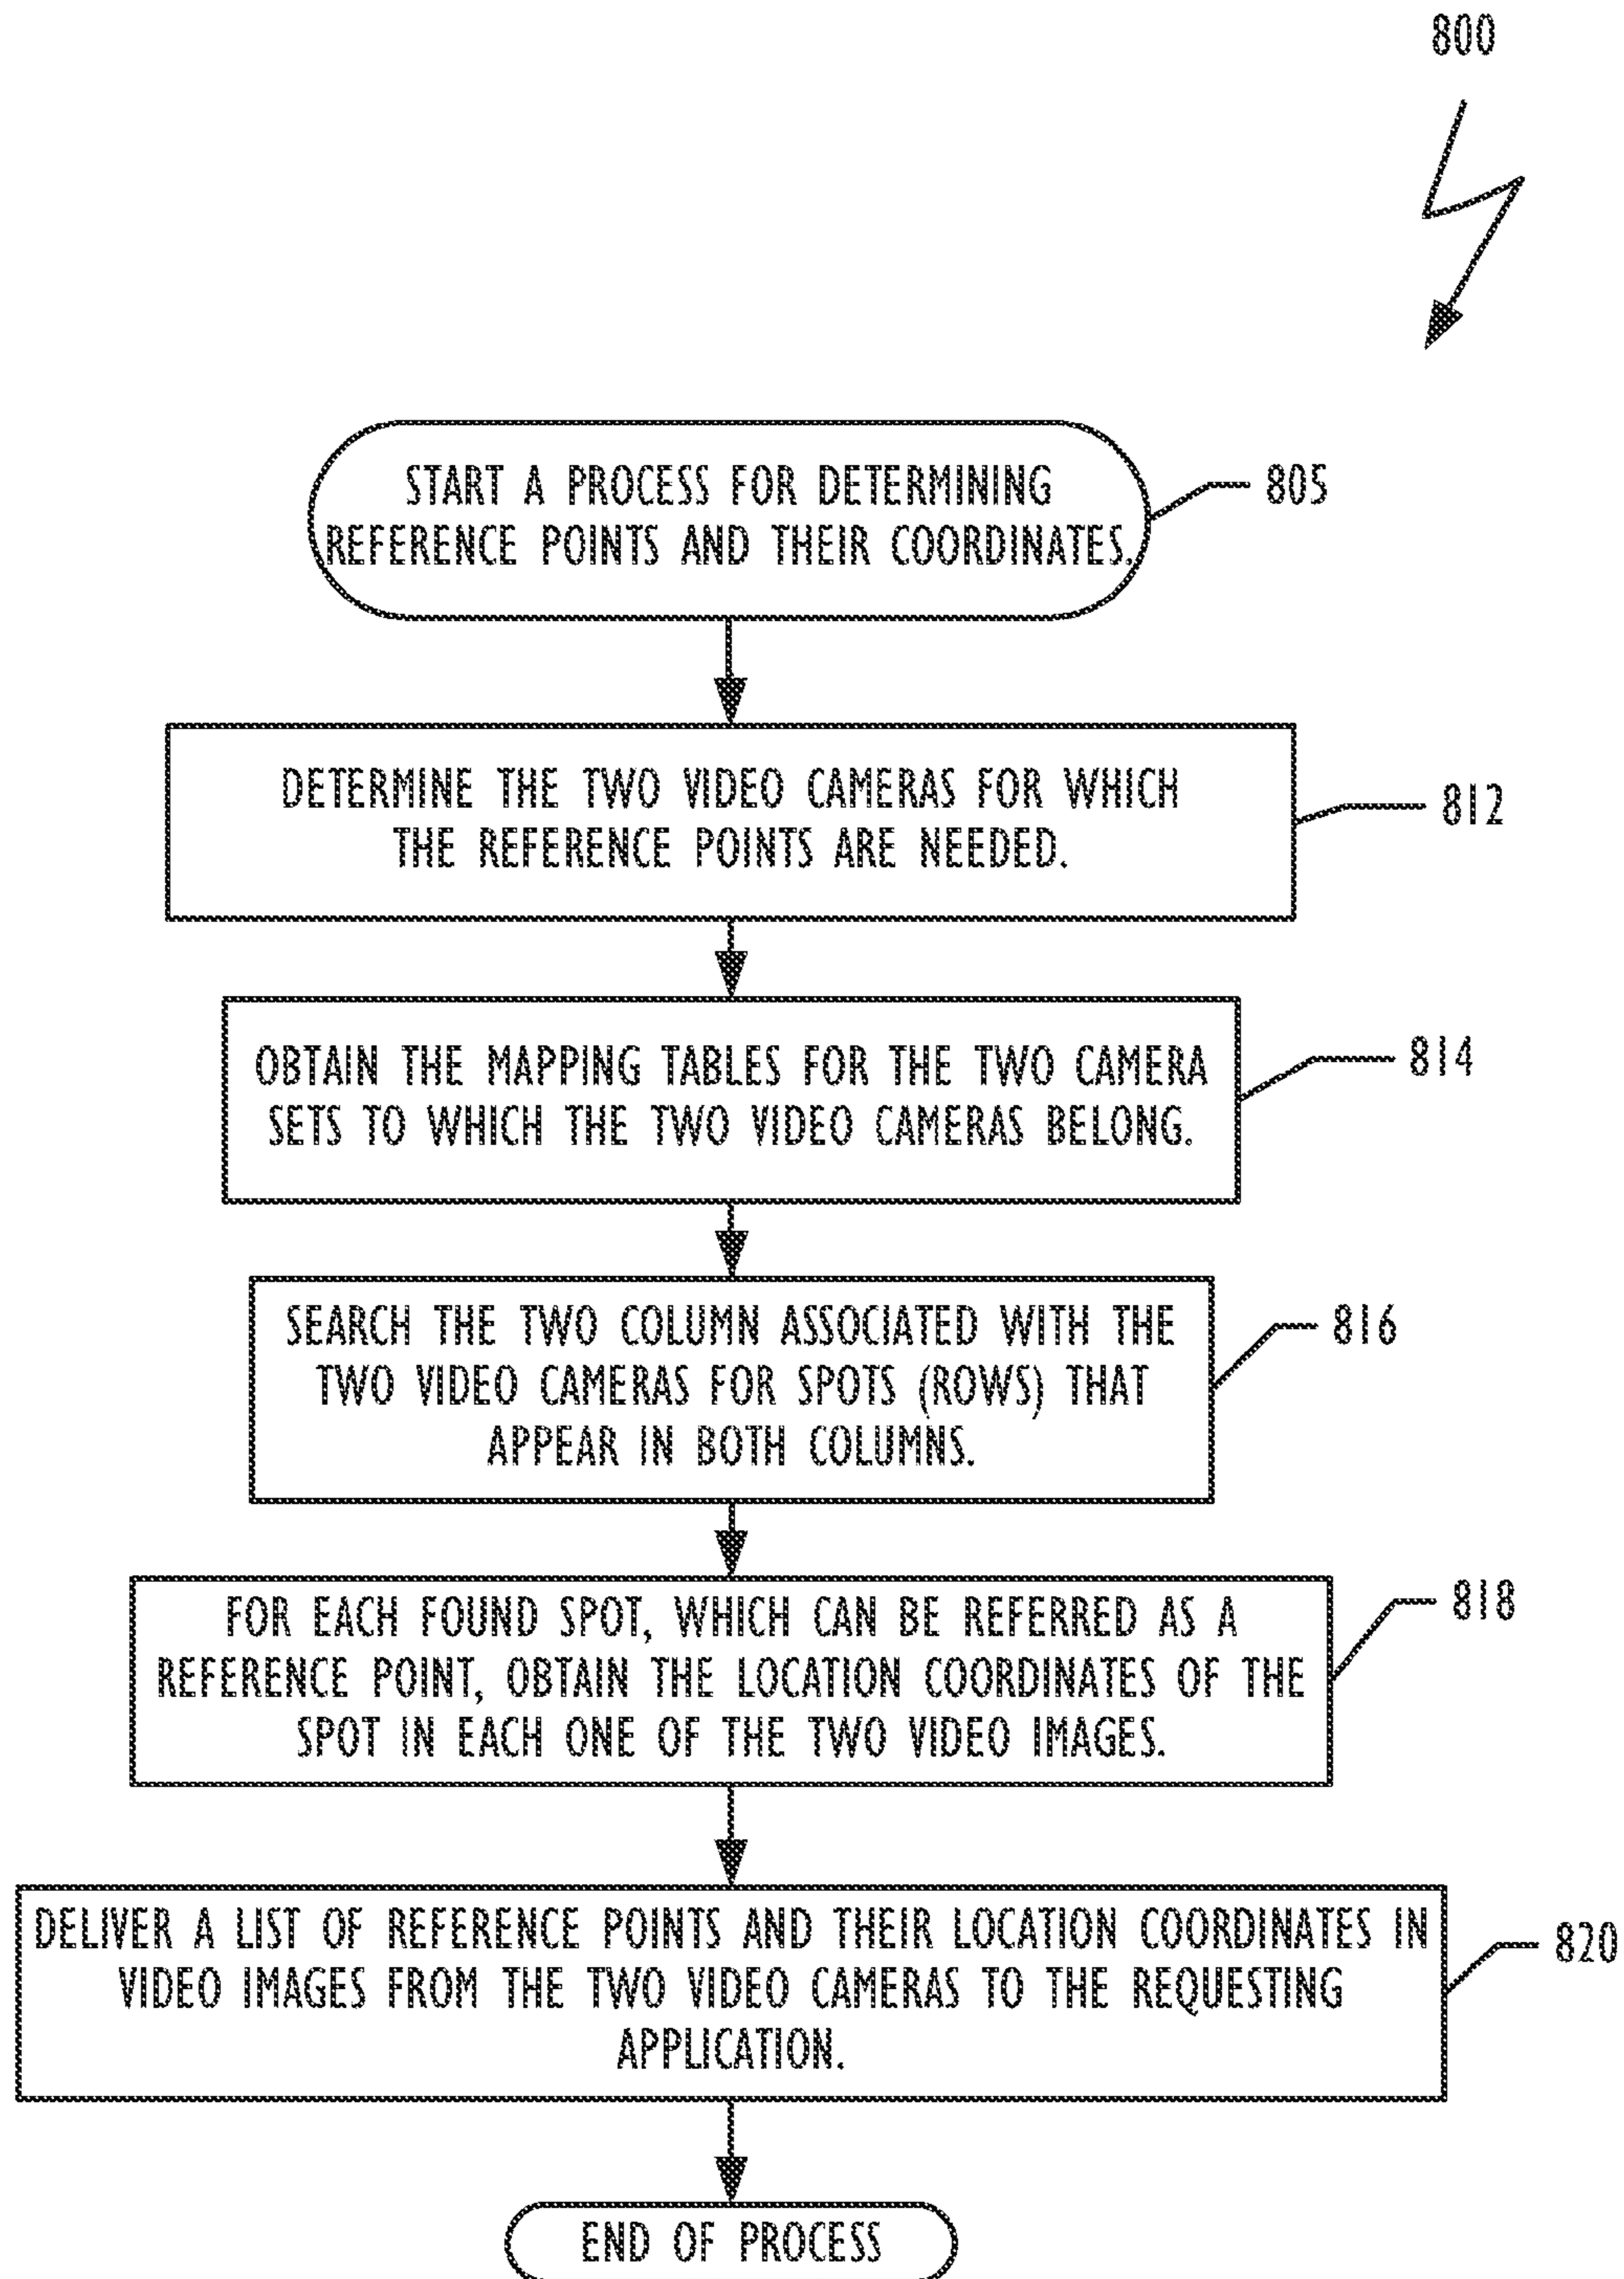 800
START A PROCESS FOR DETERMINING
REFERENCE POINTS AND THEIR COORDINATES.
805
DETERMINE THE TWO VIDEO CAMERAS FOR WHICH
THE REFERENCE POINTS ARE NEEDED.
812
OBTAIN THE MAPPING TABLES FOR THE TWO CAMERA
SETS TO WHICH THE TWO VIDEO CAMERAS BELONG.
814
SEARCH THE TWO COLUMN ASSOCIATED WITH THE
TWO VIDEO CAMERAS FOR SPOTS (ROWS) THAT
APPEAR IN BOTH COLUMNS.
816
FOR EACH FOUND SPOT, WHICH CAN BE REFERRED AS A
REFERENCE POINT, OBTAIN THE LOCATION COORDINATES OF THE
SPOT IN EACH ONE OF THE TWO VIDEO IMAGES.
818
DELIVER A LIST OF REFERENCE POINTS AND THEIR LOCATION COORDINATES IN
VIDEO IMAGES FROM THE TWO VIDEO CAMERAS TO THE REQUESTING
APPLICATION.
820
END OF PROCESS